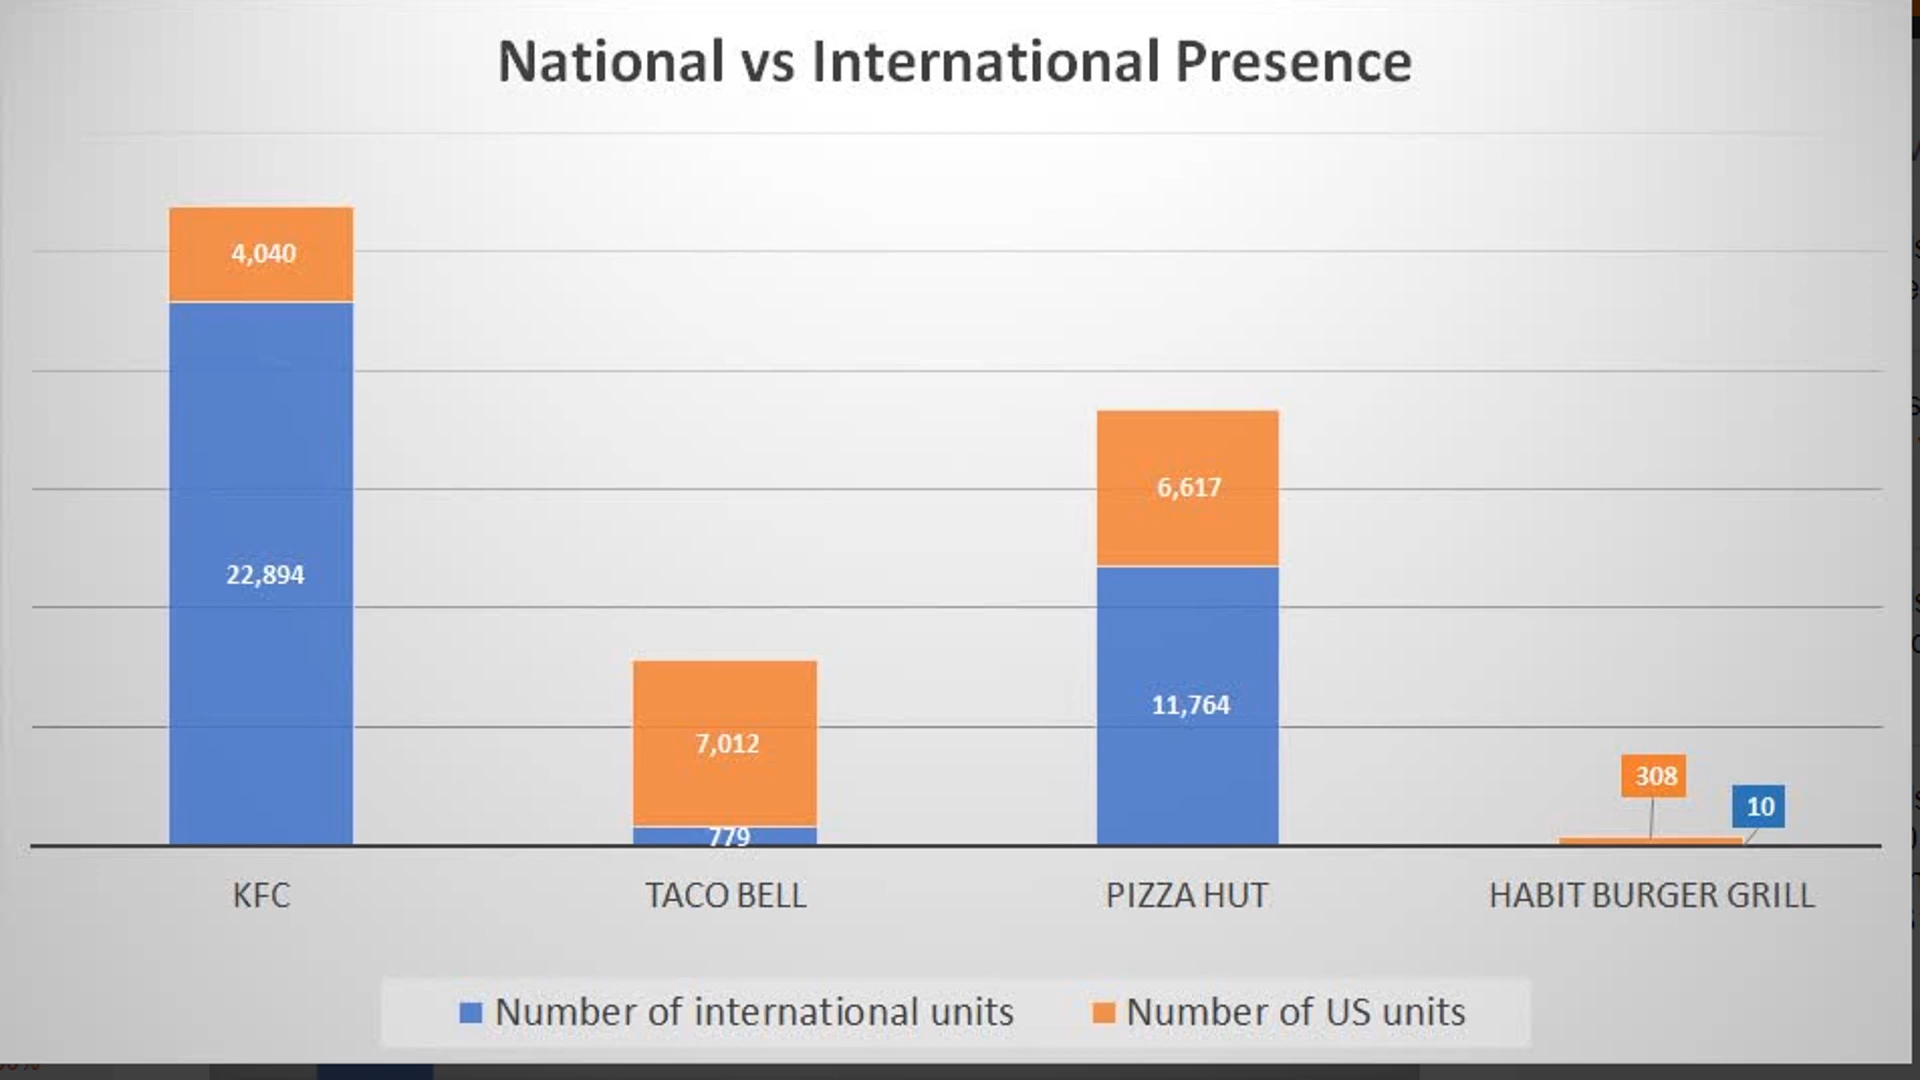 National vs International Presence
4,040
22,894
7,012
779
6,617
11,764
308
10
KFC
TACO BELL
PIZZA HUT
HABIT BURGER GRILL
Number of international units
Number of US units